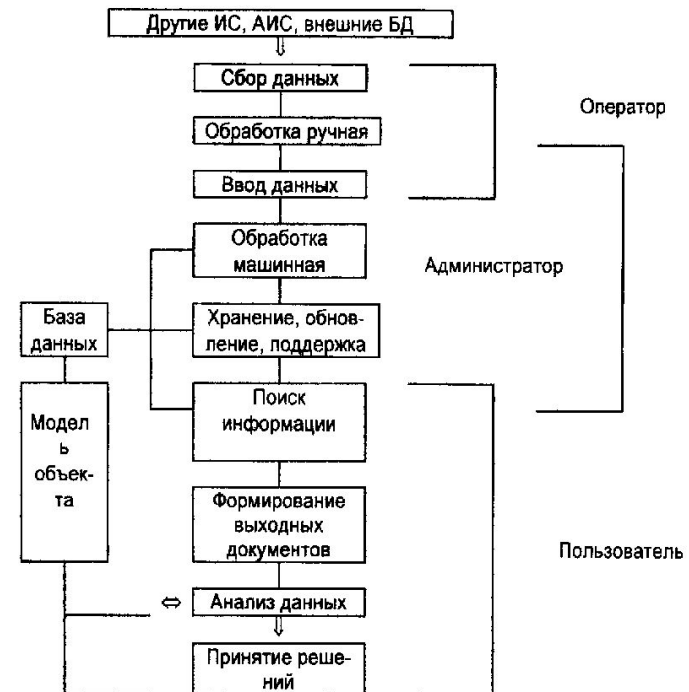 Другие ИС, АИС, внешние БД
Сбор данных
Оператор
Обработка ручная
Ввод данных
Обработка
машинная
Администратор
База
данных
Хранение, обнов-
ление, поддержка
Поиск
информации
Модел
ь
объек-
та
Формирование
выходных
документов
Пользователь
Анализ данных
Принятие реше-
ний